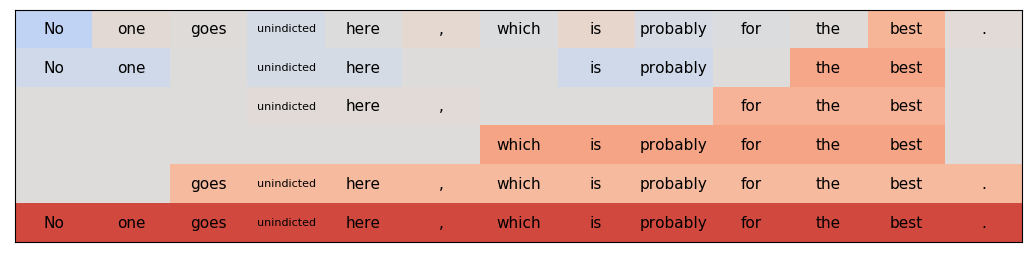 No one goes unindicted here , which is probably for the best .
No one unindicted here is probably the best
unindicted here , for the best
which is probably for the best
goes unindicted here , which is probably for the best .
No one goes unindicted here , which is probably for the best .